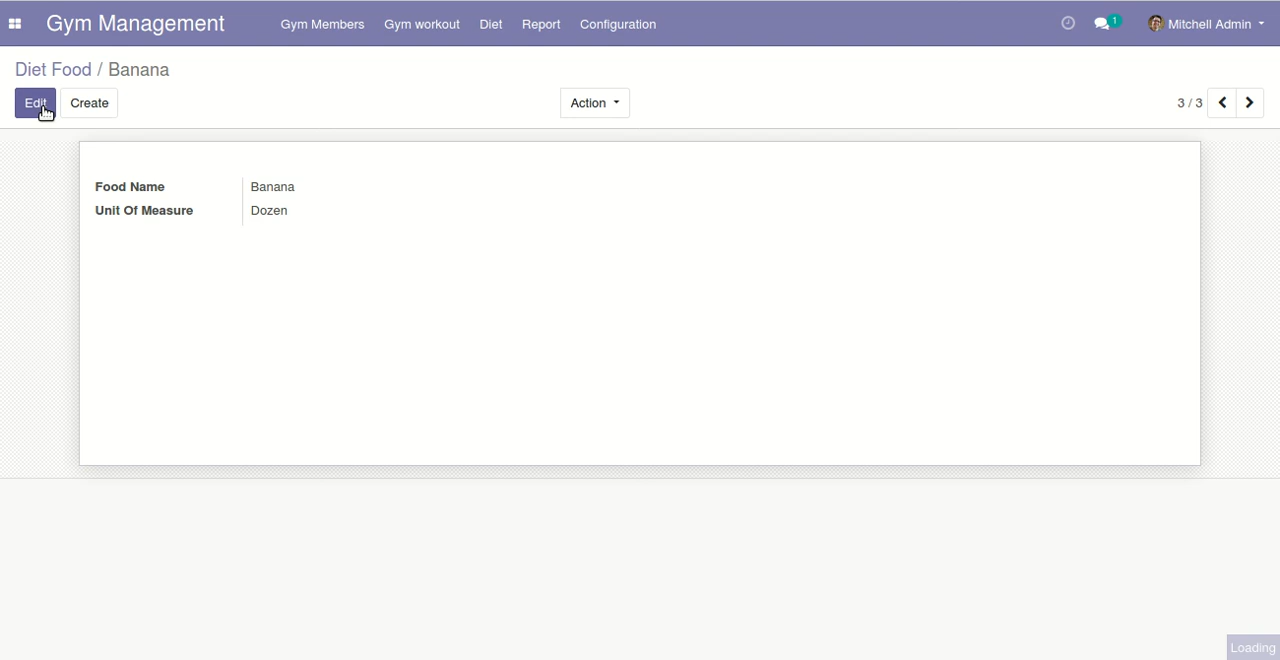 Gym Management Gym Members Gym workout Diet Report Configuration 1 Mitchell Admin
Diet Food / Banana
Edit Create Action 3 / 3
Food Name Banana
Unit Of Measure Dozen
Loading